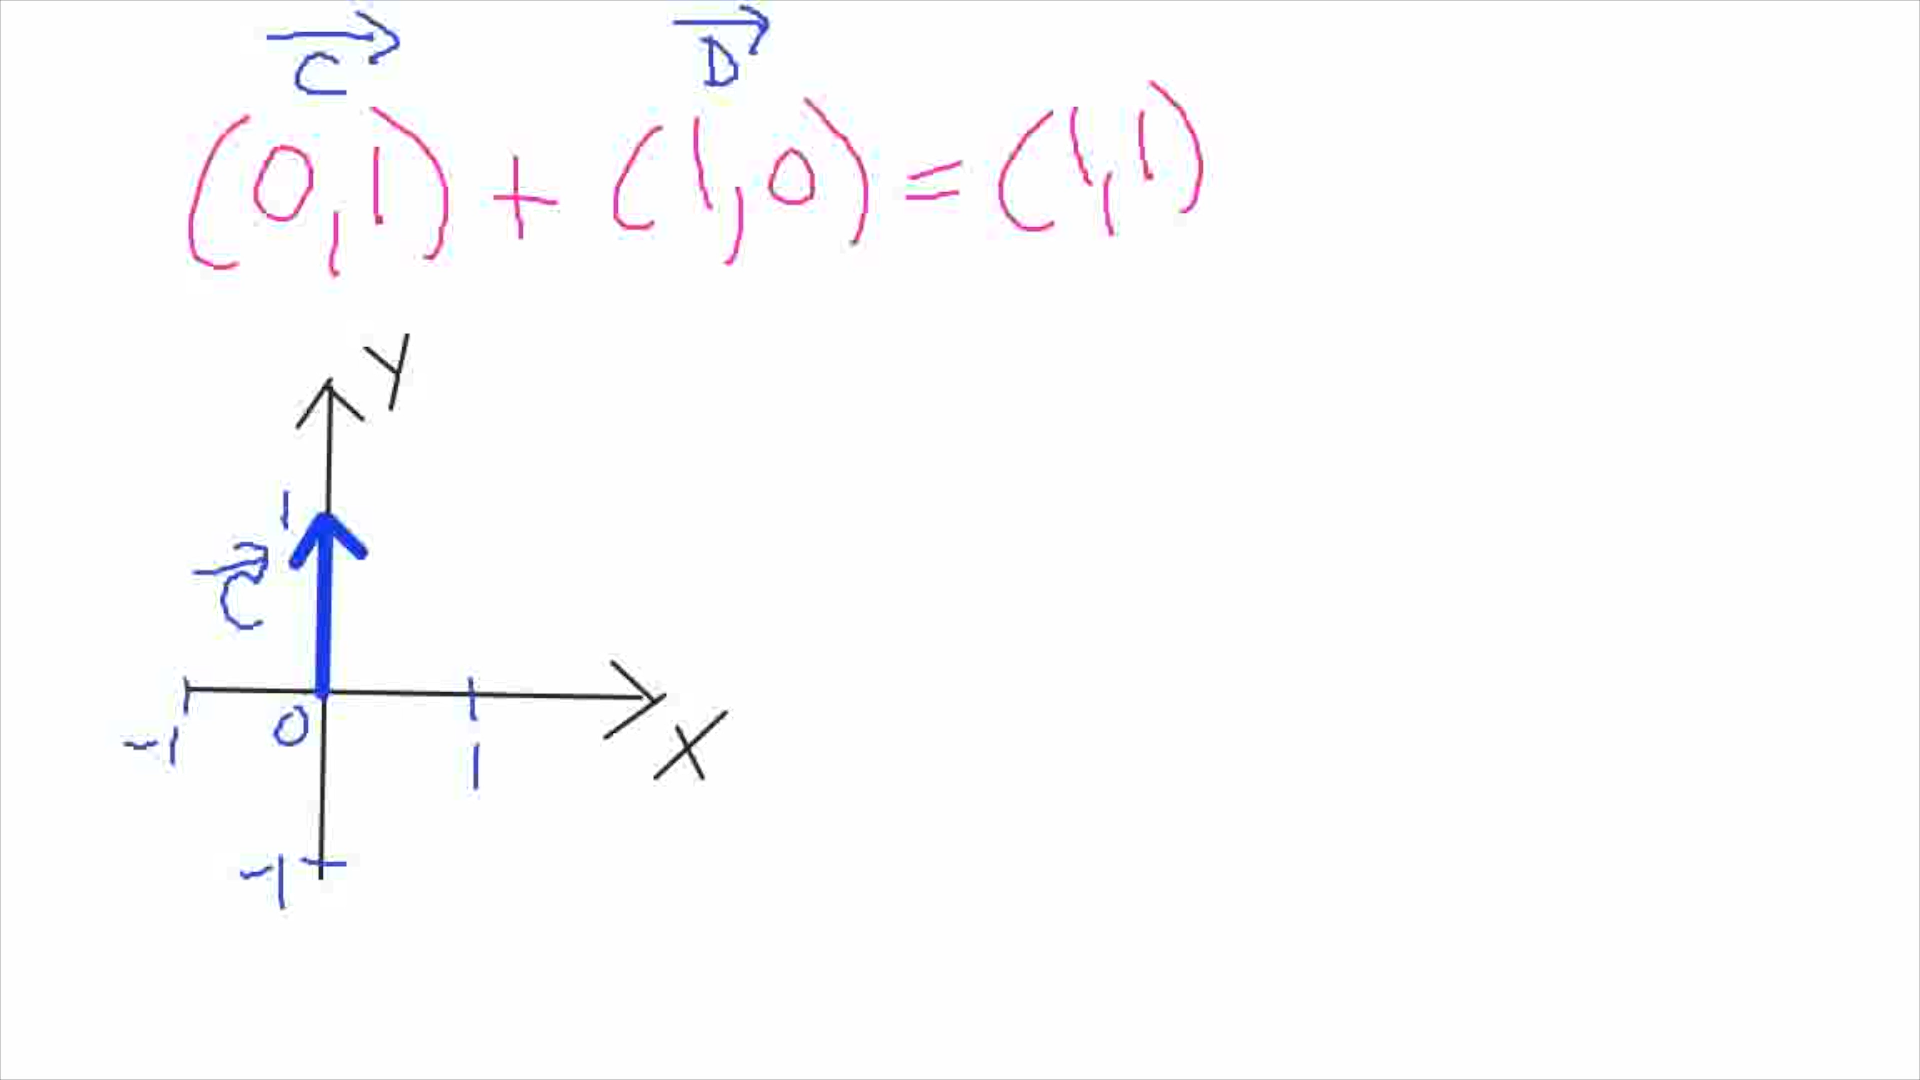 C D
(0,1) + (1,0) = (1,1)
Y
1
C
-1 0 1 X
-1